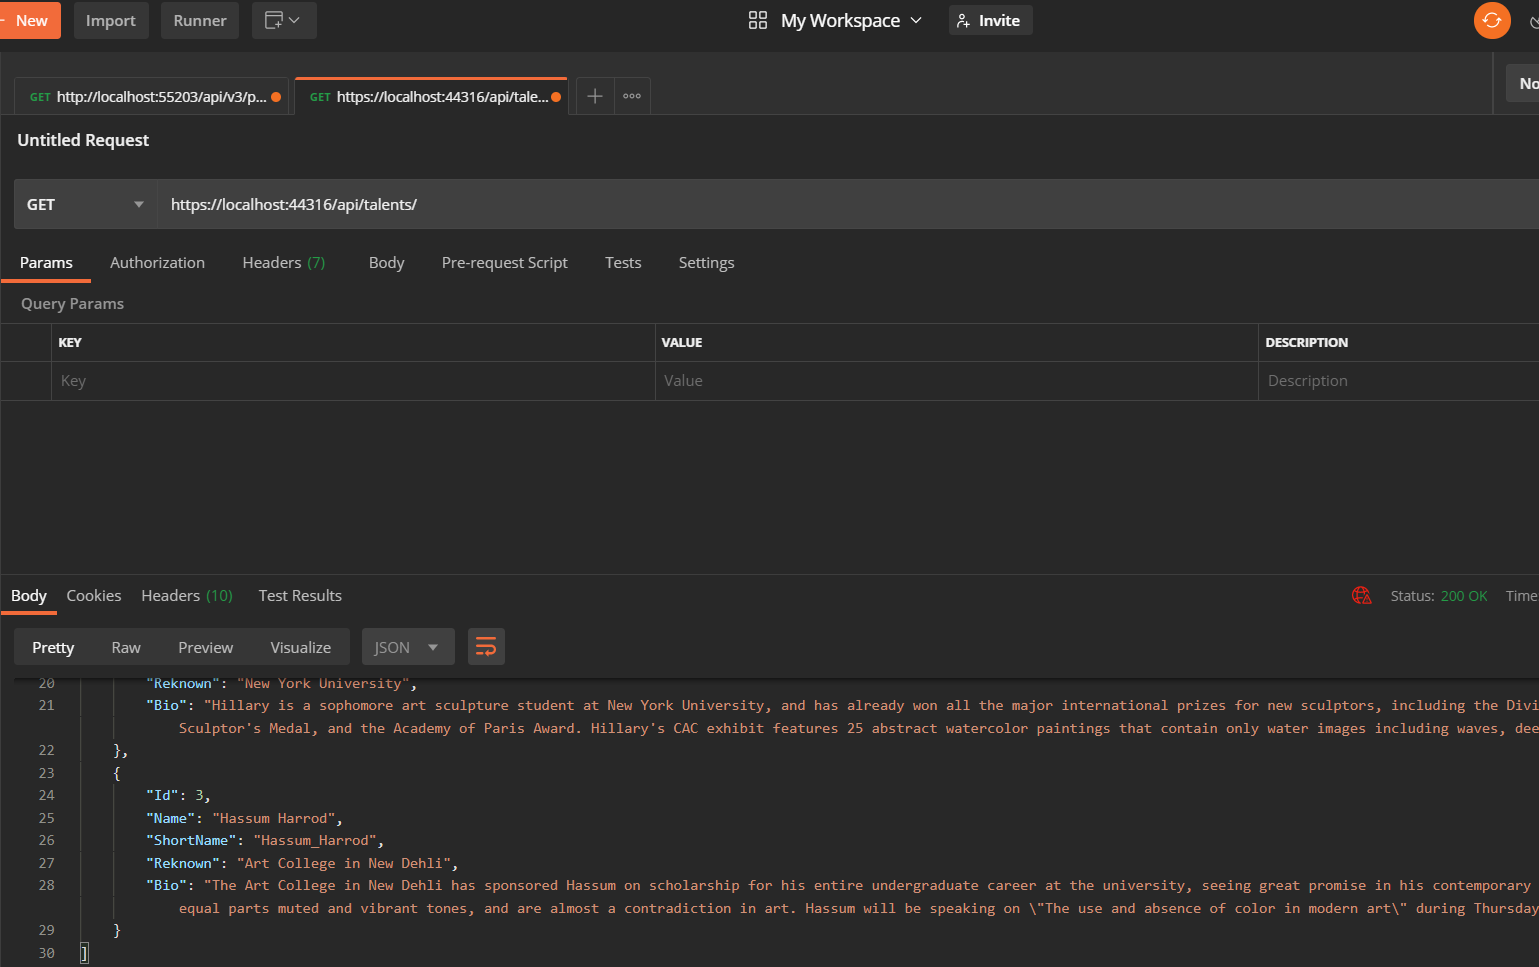 New Import Runner My Workspace Invite
GET http://localhost:55203/api/v3/p... GET https://localhost:44316/api/tale... No
Untitled Request
GET https://localhost:44316/api/talents/
Params Authorization Headers (7) Body Pre-request Script Tests Settings
Query Params
KEY VALUE DESCRIPTION
Key Value Description
Body Cookies Headers (10) Test Results Status: 200 OK Time
Pretty Raw Preview Visualize JSON
20 "Reknown": "New York University",
21 "Bio": "Hillary is a sophomore art sculpture student at New York University, and has already won all the major international prizes for new sculptors, including the Divi
Sculptor's Medal, and the Academy of Paris Award. Hillary's CAC exhibit features 25 abstract watercolor paintings that contain only water images including waves, dee
22 },
23 {
24 "Id": 3,
25 "Name": "Hassum Harrod",
26 "ShortName": "Hassum_Harrod",
27 "Reknown": "Art College in New Dehli",
28 "Bio": "The Art College in New Dehli has sponsored Hassum on scholarship for his entire undergraduate career at the university, seeing great promise in his contemporary
equal parts muted and vibrant tones, and are almost a contradiction in art. Hassum will be speaking on \"The use and absence of color in modern art\" during Thursday
29 }
30 ]